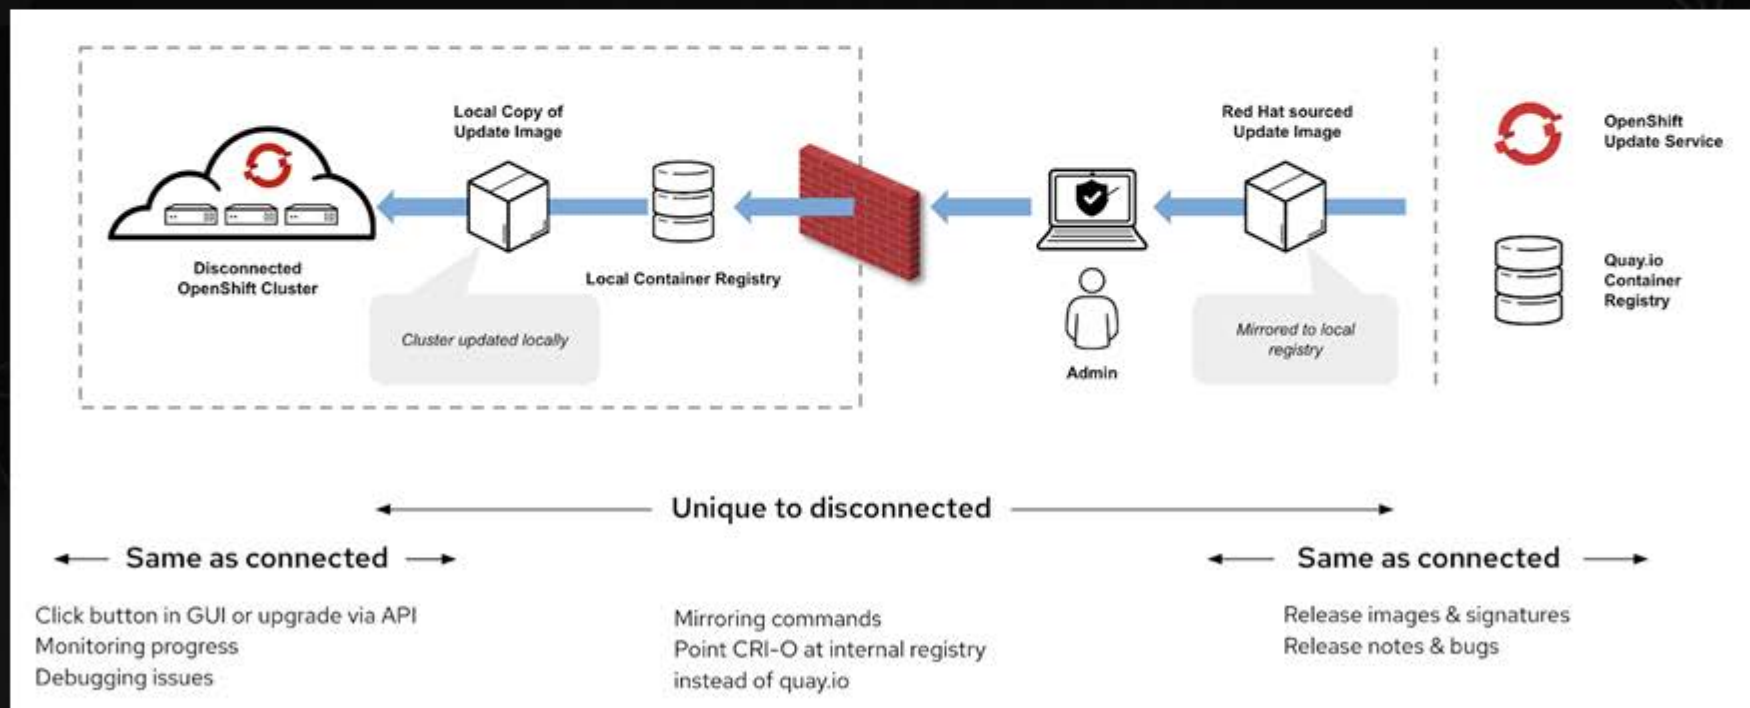 Local Copy of
Update Image
Red Hat sourced
Update Image
OpenShift
Update Service
Disconnected
OpenShift Cluster
Local Container Registry
Quay.io
Container
Registry
Cluster updated locally
Mirrored to local
registry
Admin
Unique to disconnected
Same as connected
Same as connected
Click button in GUI or upgrade via API
Monitoring progress
Debugging issues
Mirroring commands
Point CRI-O at internal registry
instead of quay.io
Release images & signatures
Release notes & bugs